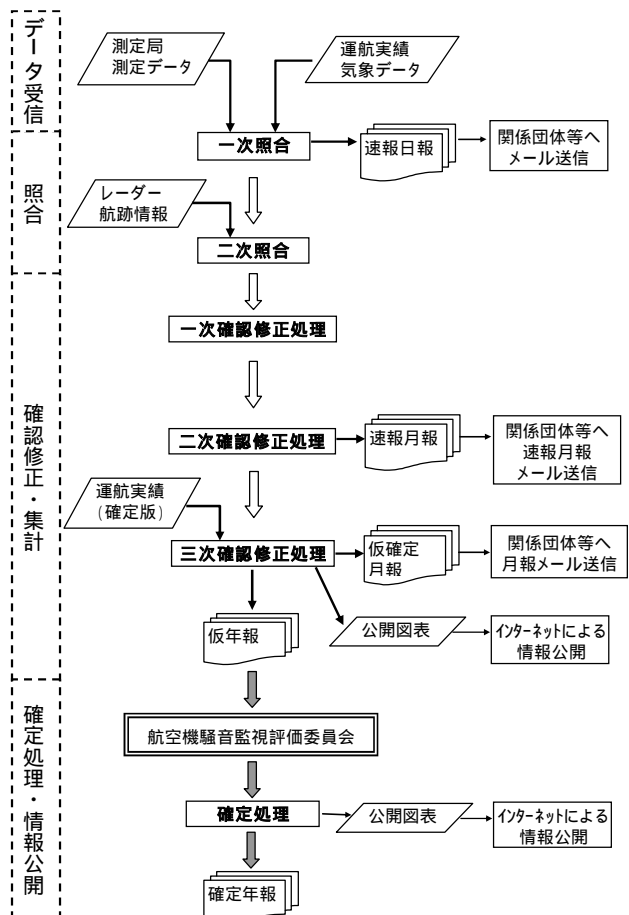 データ受信
測定局
測定データ
運航実績
気象データ
照合
一次照合
速報日報
関係団体等へ
メール送信
レーダー
航跡情報
二次照合
確認修正・集計
一次確認修正処理
二次確認修正処理
速報月報
関係団体等へ
速報月報
メール送信
運航実績
(確定版)
三次確認修正処理
仮確定
月報
関係団体等へ
月報メール送信
仮年報
公開図表
インターネットによる
情報公開
確定処理・情報公開
航空機騒音監視評価委員会
確定処理
公開図表
インターネットによる
情報公開
確定年報